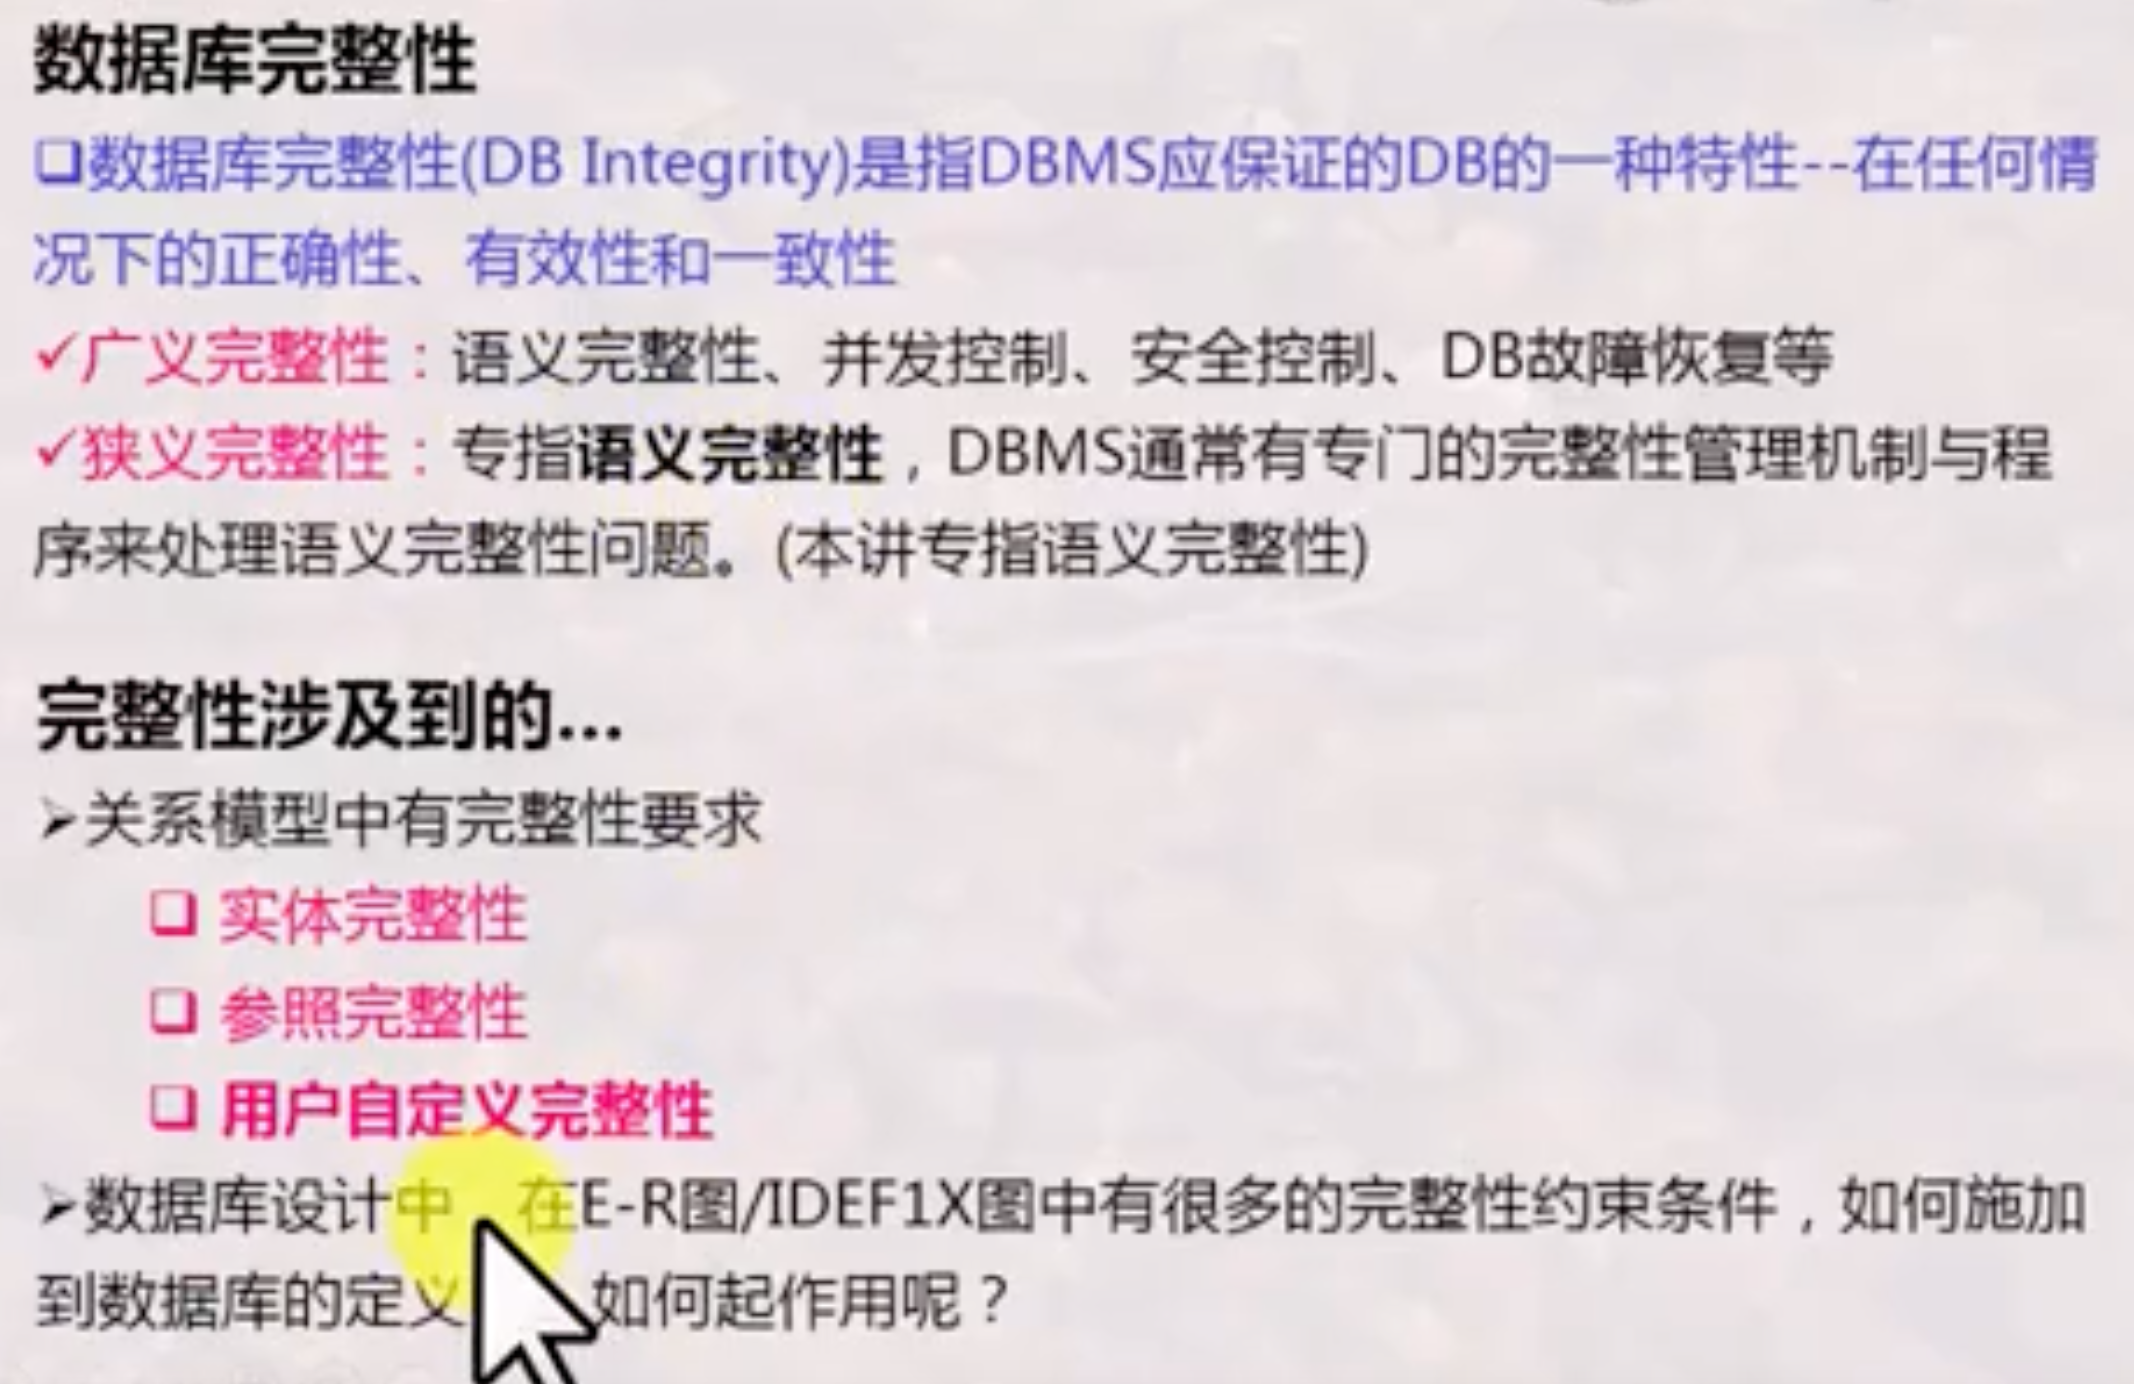 数据库完整性
❑数据库完整性(DB Integrity)是指DBMS应保证的DB的一种特性--在任何情
况下的正确性、有效性和一致性
✓广义完整性：语义完整性、并发控制、安全控制、DB故障恢复等
✓狭义完整性：专指语义完整性，DBMS通常有专门的完整性管理机制与程
序来处理语义完整性问题。(本讲专指语义完整性)
完整性涉及到的...
➢关系模型中有完整性要求
❑ 实体完整性
❑ 参照完整性
❑ 用户自定义完整性
➢数据库设计中 在E-R图/IDEF1X图中有很多的完整性约束条件，如何施加
到数据库的定义 如何起作用呢？